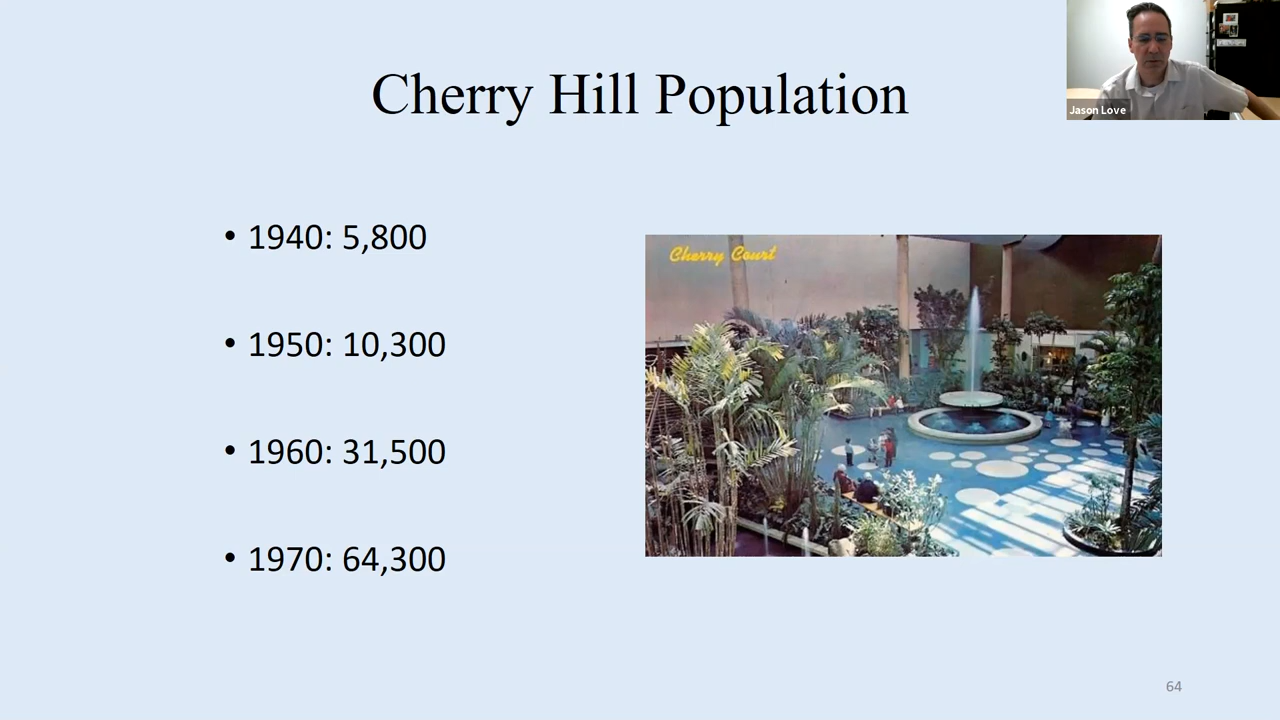 Cherry Hill Population
Jason Love
• 1940: 5,800
• 1950: 10,300
• 1960: 31,500
• 1970: 64,300
Cherry Court
64